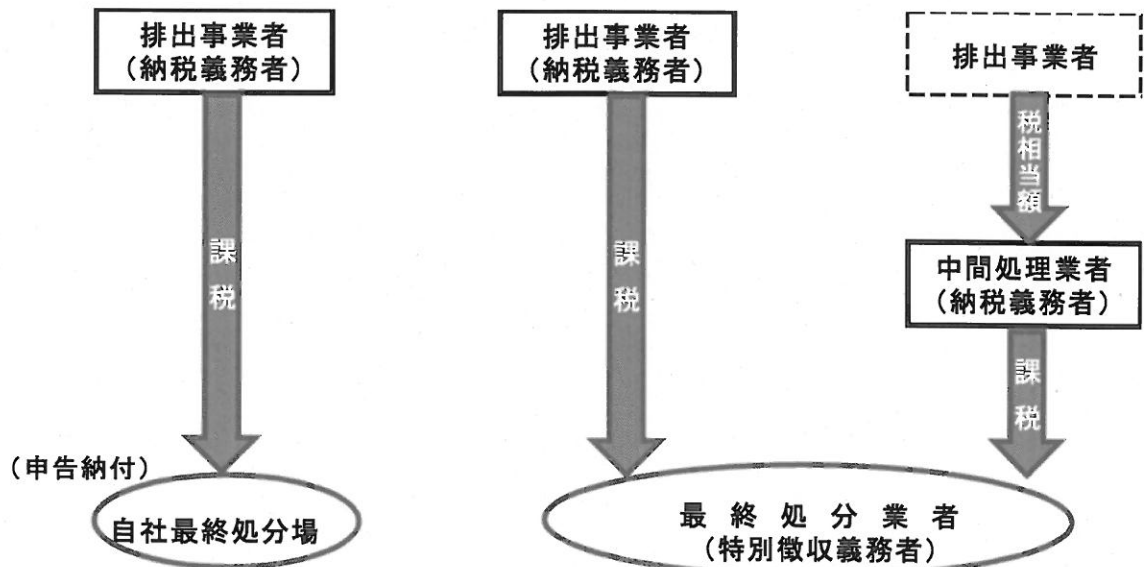 排出事業者
（納税義務者）
排出事業者
（納税義務者）
排出事業者
税相当額
課税
課税
中間処理業者
（納税義務者）
課税
（申告納付）
自社最終処分場
最終処分業者
（特別徴収義務者）